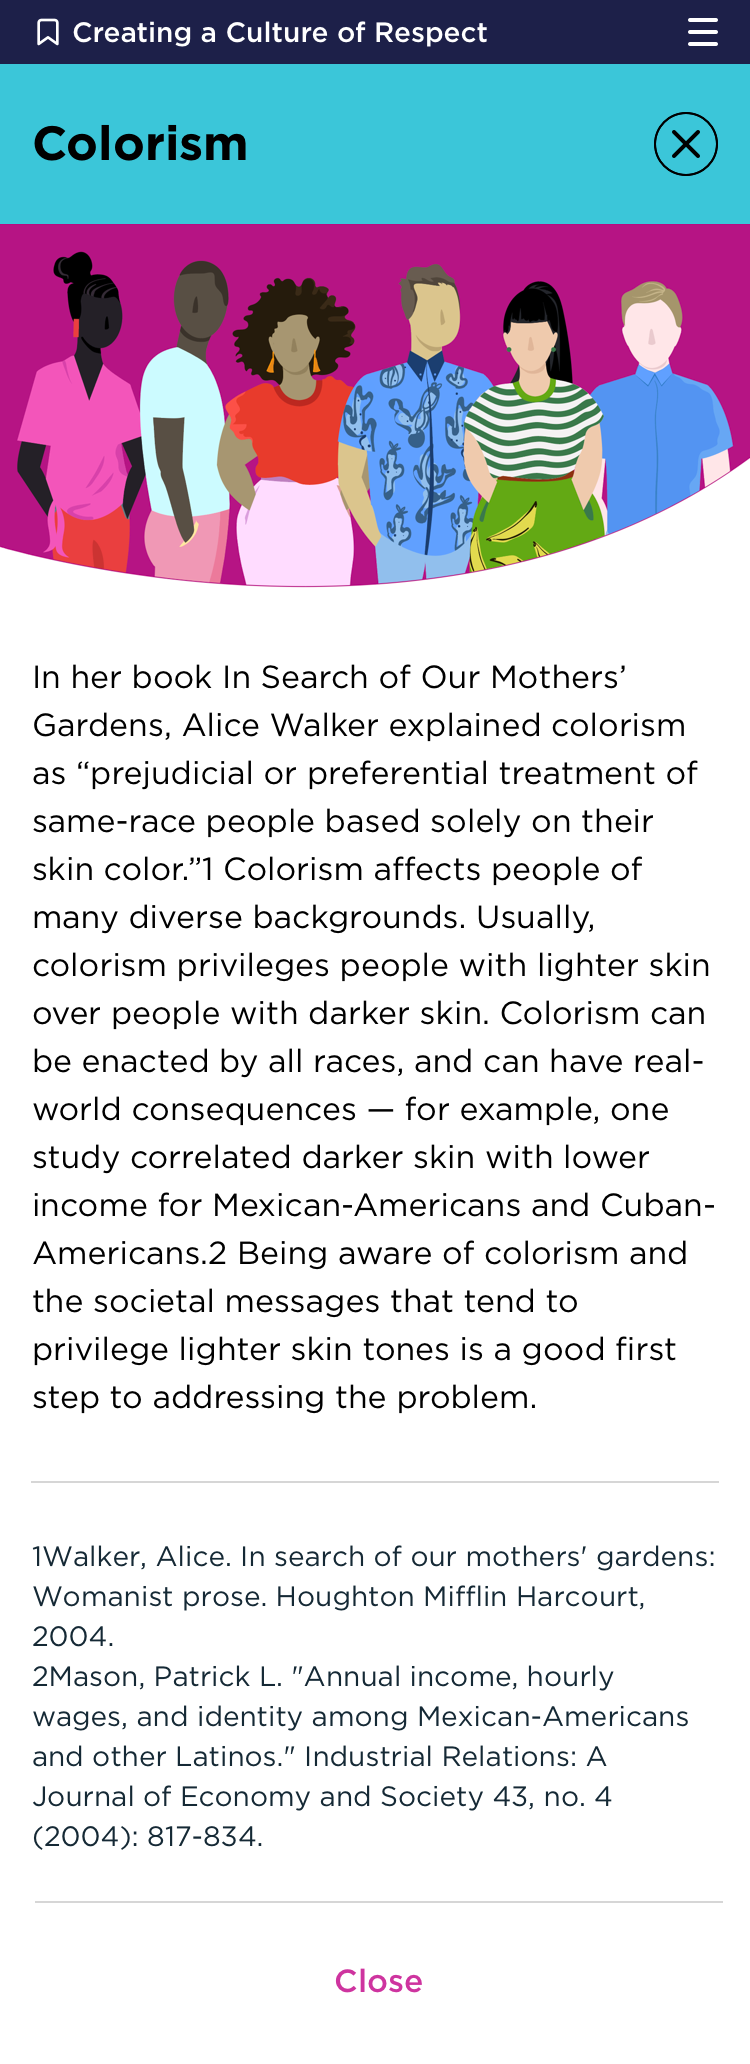 Creating a Culture of Respect
Colorism
In her book In Search of Our Mothers’
Gardens, Alice Walker explained colorism
as “prejudicial or preferential treatment of
same-race people based solely on their
skin color.”1 Colorism affects people of
many diverse backgrounds. Usually,
colorism privileges people with lighter skin
over people with darker skin. Colorism can
be enacted by all races, and can have real-
world consequences — for example, one
study correlated darker skin with lower
income for Mexican-Americans and Cuban-
Americans.2 Being aware of colorism and
the societal messages that tend to
privilege lighter skin tones is a good first
step to addressing the problem.
1Walker, Alice. In search of our mothers' gardens:
Womanist prose. Houghton Mifflin Harcourt,
2004.
2Mason, Patrick L. "Annual income, hourly
wages, and identity among Mexican-Americans
and other Latinos." Industrial Relations: A
Journal of Economy and Society 43, no. 4
(2004): 817-834.
Close